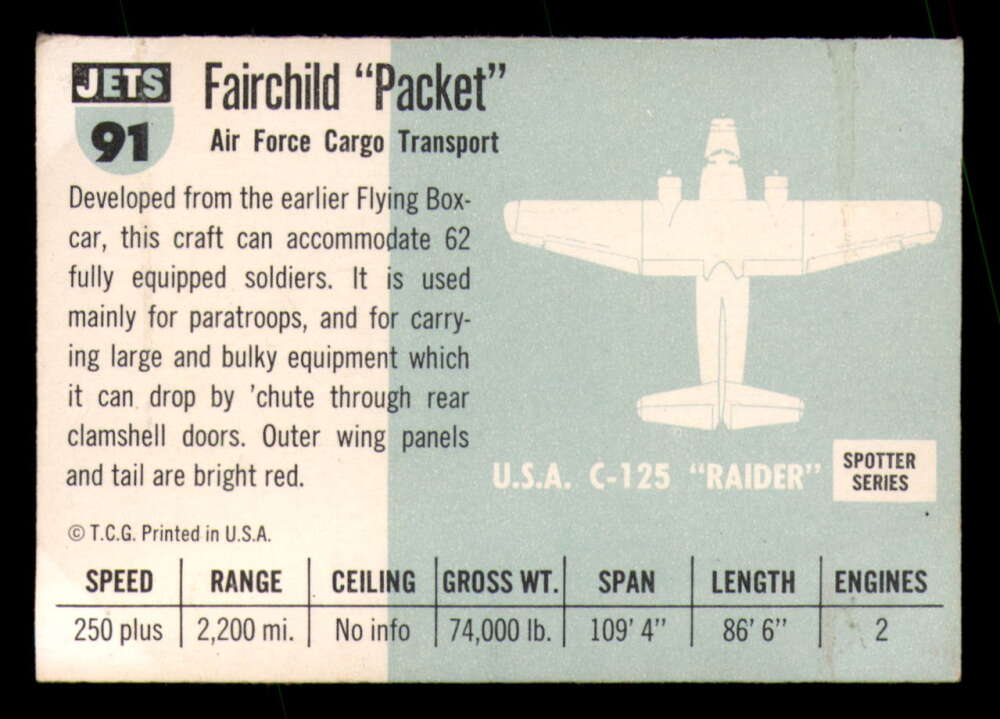 JETS
91
Fairchild “Packet”
Air Force Cargo Transport
Developed from the earlier Flying Box-
car, this craft can accommodate 62
fully equipped soldiers. It is used
mainly for paratroops, and for carry-
ing large and bulky equipment which
it can drop by ’chute through rear
clamshell doors. Outer wing panels
and tail are bright red.
© T.C.G. Printed in U.S.A.
U.S.A. C-125 “RAIDER”
SPOTTER
SERIES
SPEED RANGE CEILING GROSS WT. SPAN LENGTH ENGINES
250 plus 2,200 mi. No info 74,000 lb. 109’ 4” 86’ 6” 2